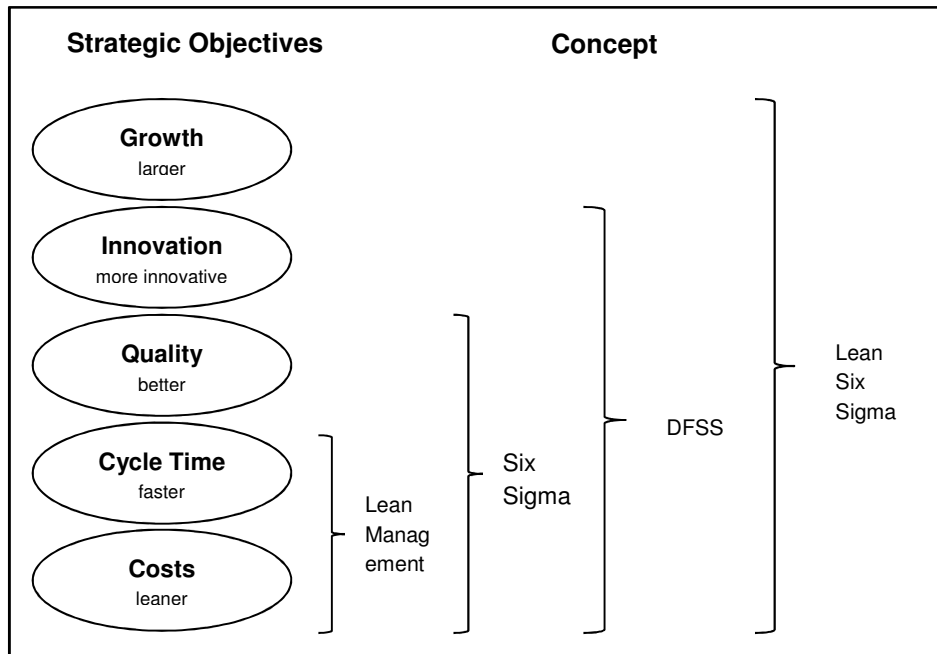 Strategic Objectives
Concept
Growth
larger
Innovation
more innovative
Quality
better
Cycle Time
faster
Costs
leaner
Lean
Manag
ement
Six
Sigma
DFSS
Lean
Six
Sigma